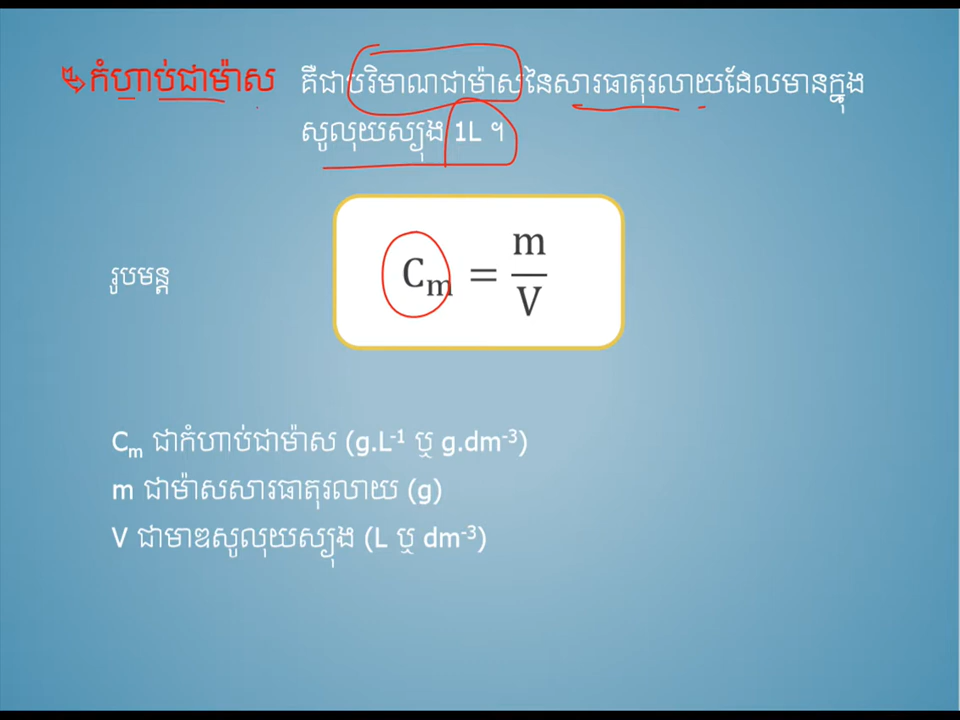 ២. កំហាប់ជាម៉ាស គឺជាបរិមាណជាម៉ាសនៃសារធាតុរលាយដែលមានក្នុង
សូលុយស្យុង 1L ។
រូបមន្ត
C_m = m/V
C_m ជាកំហាប់ជាម៉ាស (g.L⁻¹ ឬ g.dm⁻³)
m ជាម៉ាសសារធាតុរលាយ (g)
V ជាមាឌសូលុយស្យុង (L ឬ dm⁻³)